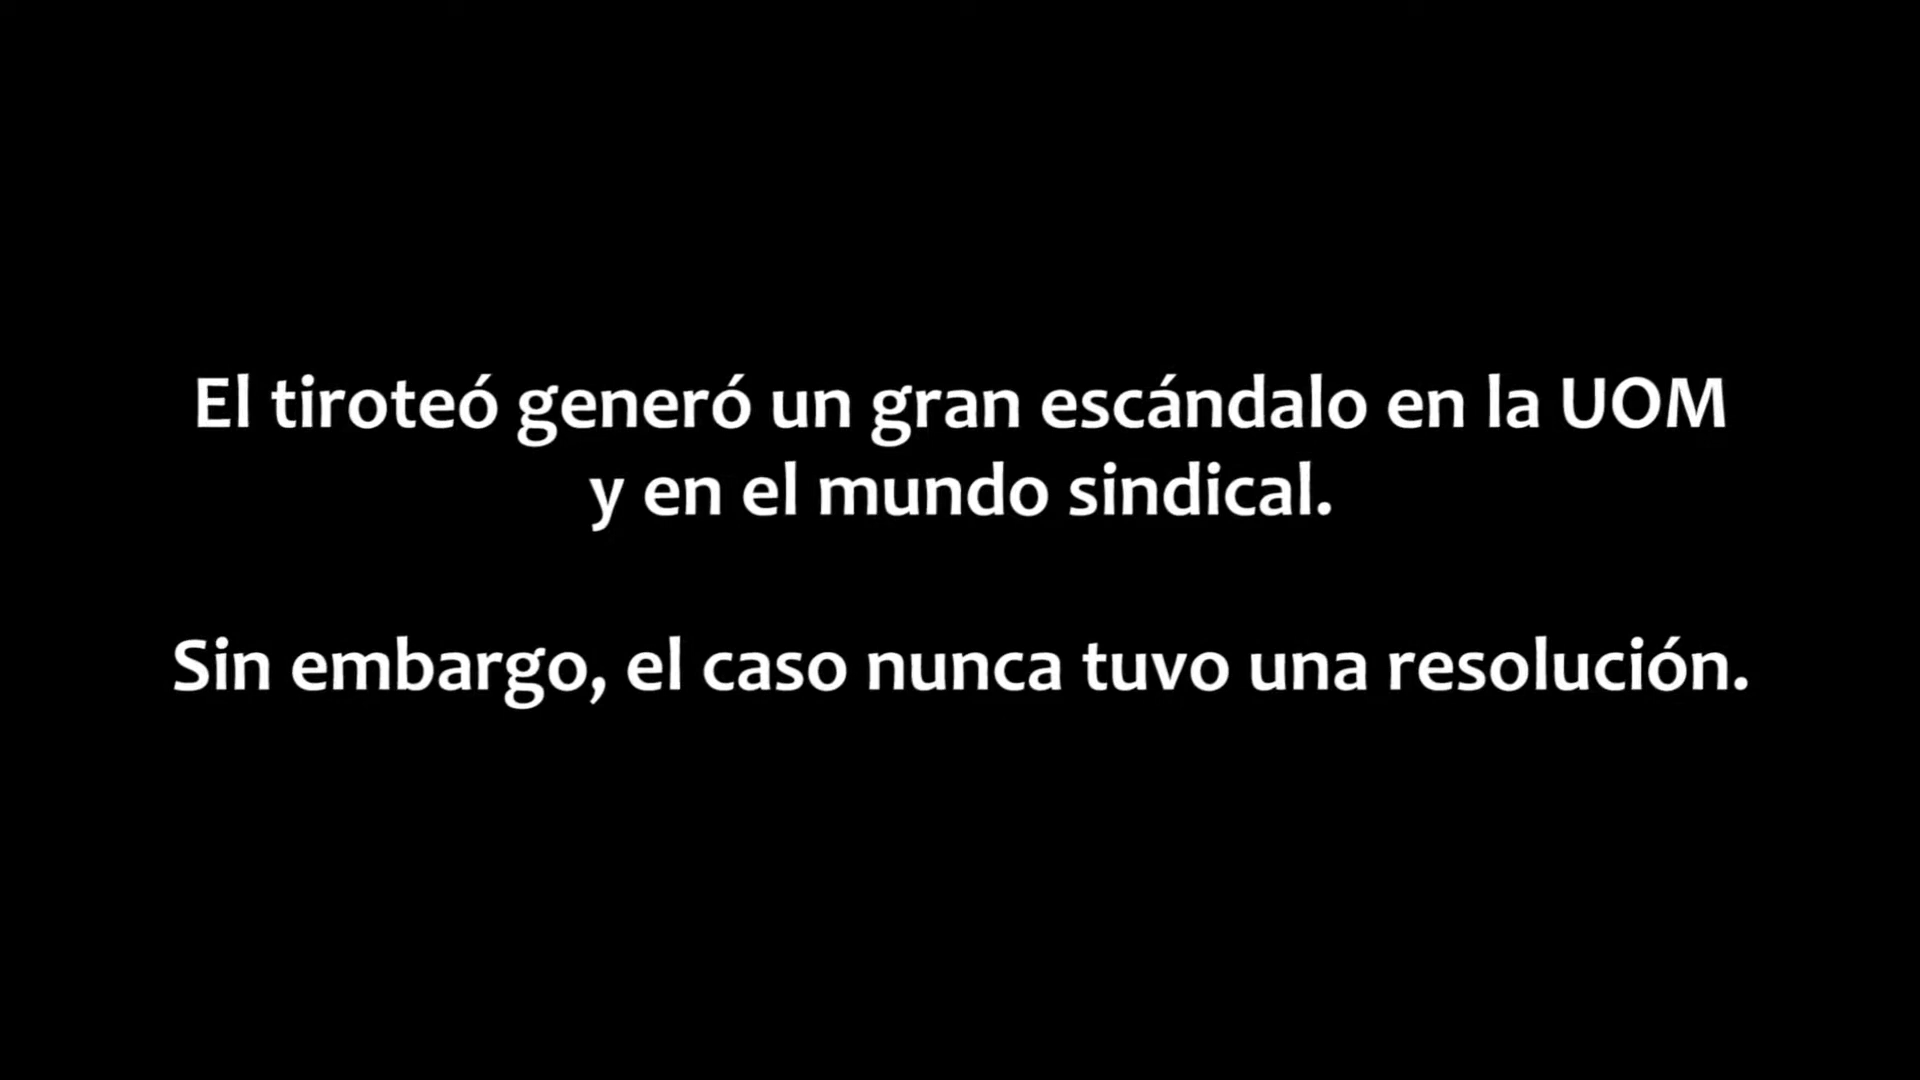 El tiroteó generó un gran escándalo en la UOM
y en el mundo sindical.
Sin embargo, el caso nunca tuvo una resolución.